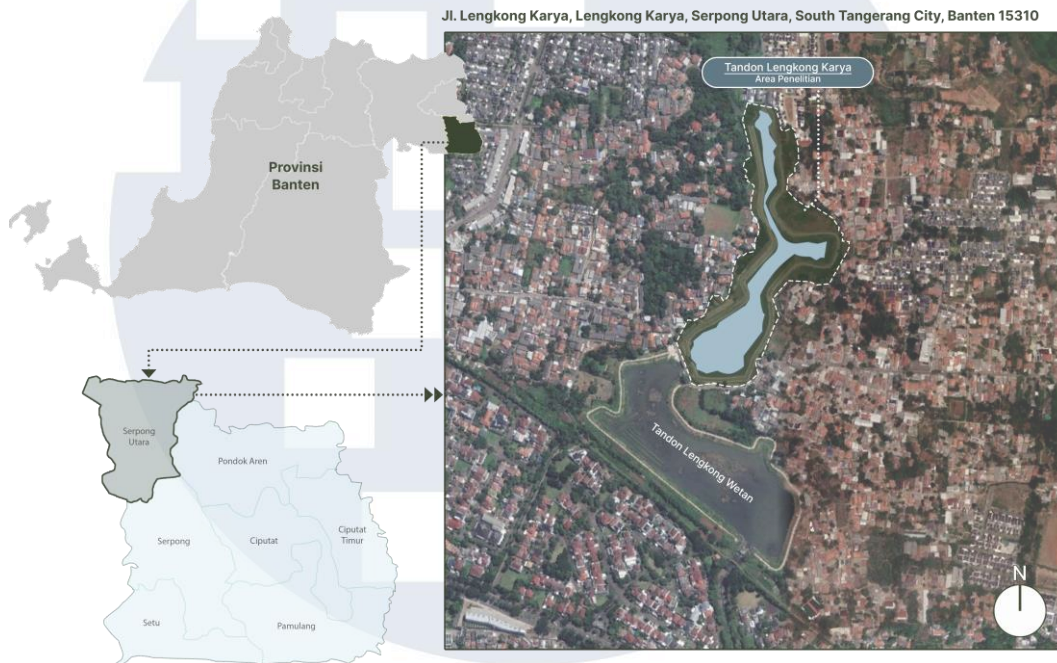 Jl. Lengkong Karya, Lengkong Karya, Serpong Utara, South Tangerang City, Banten 15310
Tandon Lengkong Karya
Area Penelitian
Provinsi
Banten
Tandon Lengkong Wetan
Serpong
Utara
Pondok Aren
Serpong
Ciputat
Ciputat
Timur
Setu
Pamulang
N